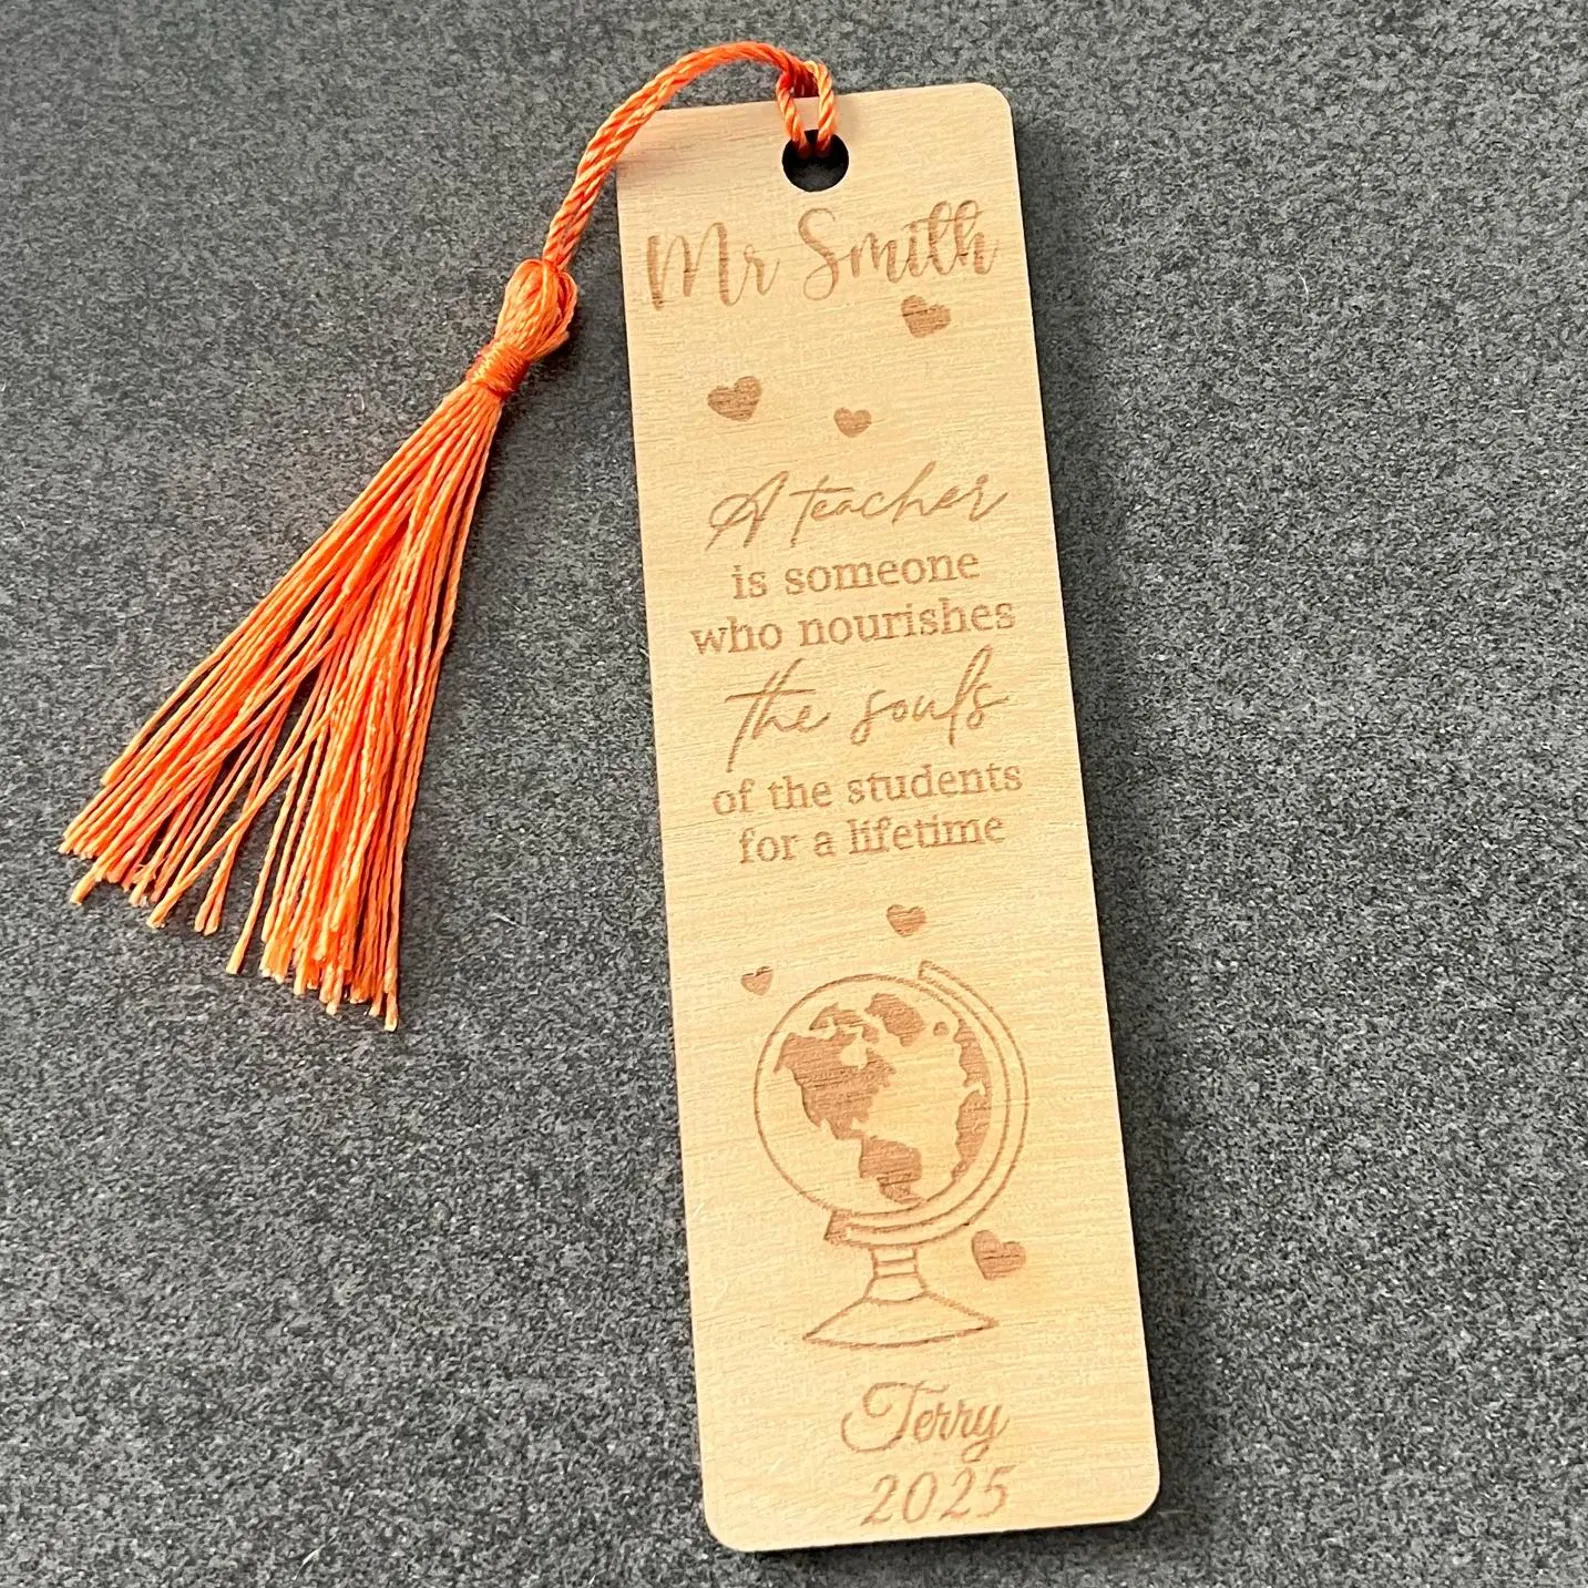 Mr Smith
A teacher
is someone
who nourishes
the souls
of the students
for a lifetime
Terry
2025